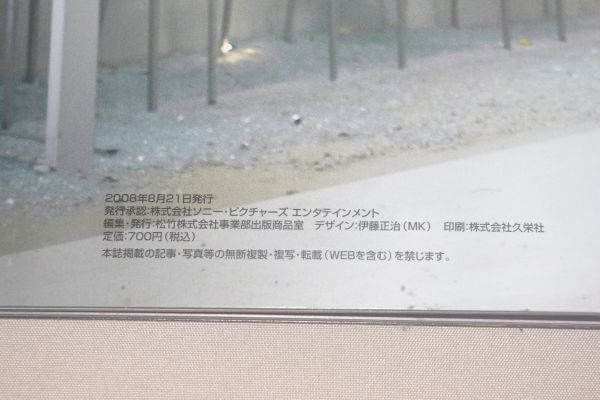 2008年8月21日発行
発行承認:株式会社ソニー・ピクチャーズ エンタテインメント
編集・発行:松竹株式会社事業部出版商品室　デザイン:伊藤正治(MK)　印刷:株式会社久栄社
定価:700円(税込)
本誌掲載の記事・写真等の無断複製・複写・転載(WEBを含む)を禁じます。